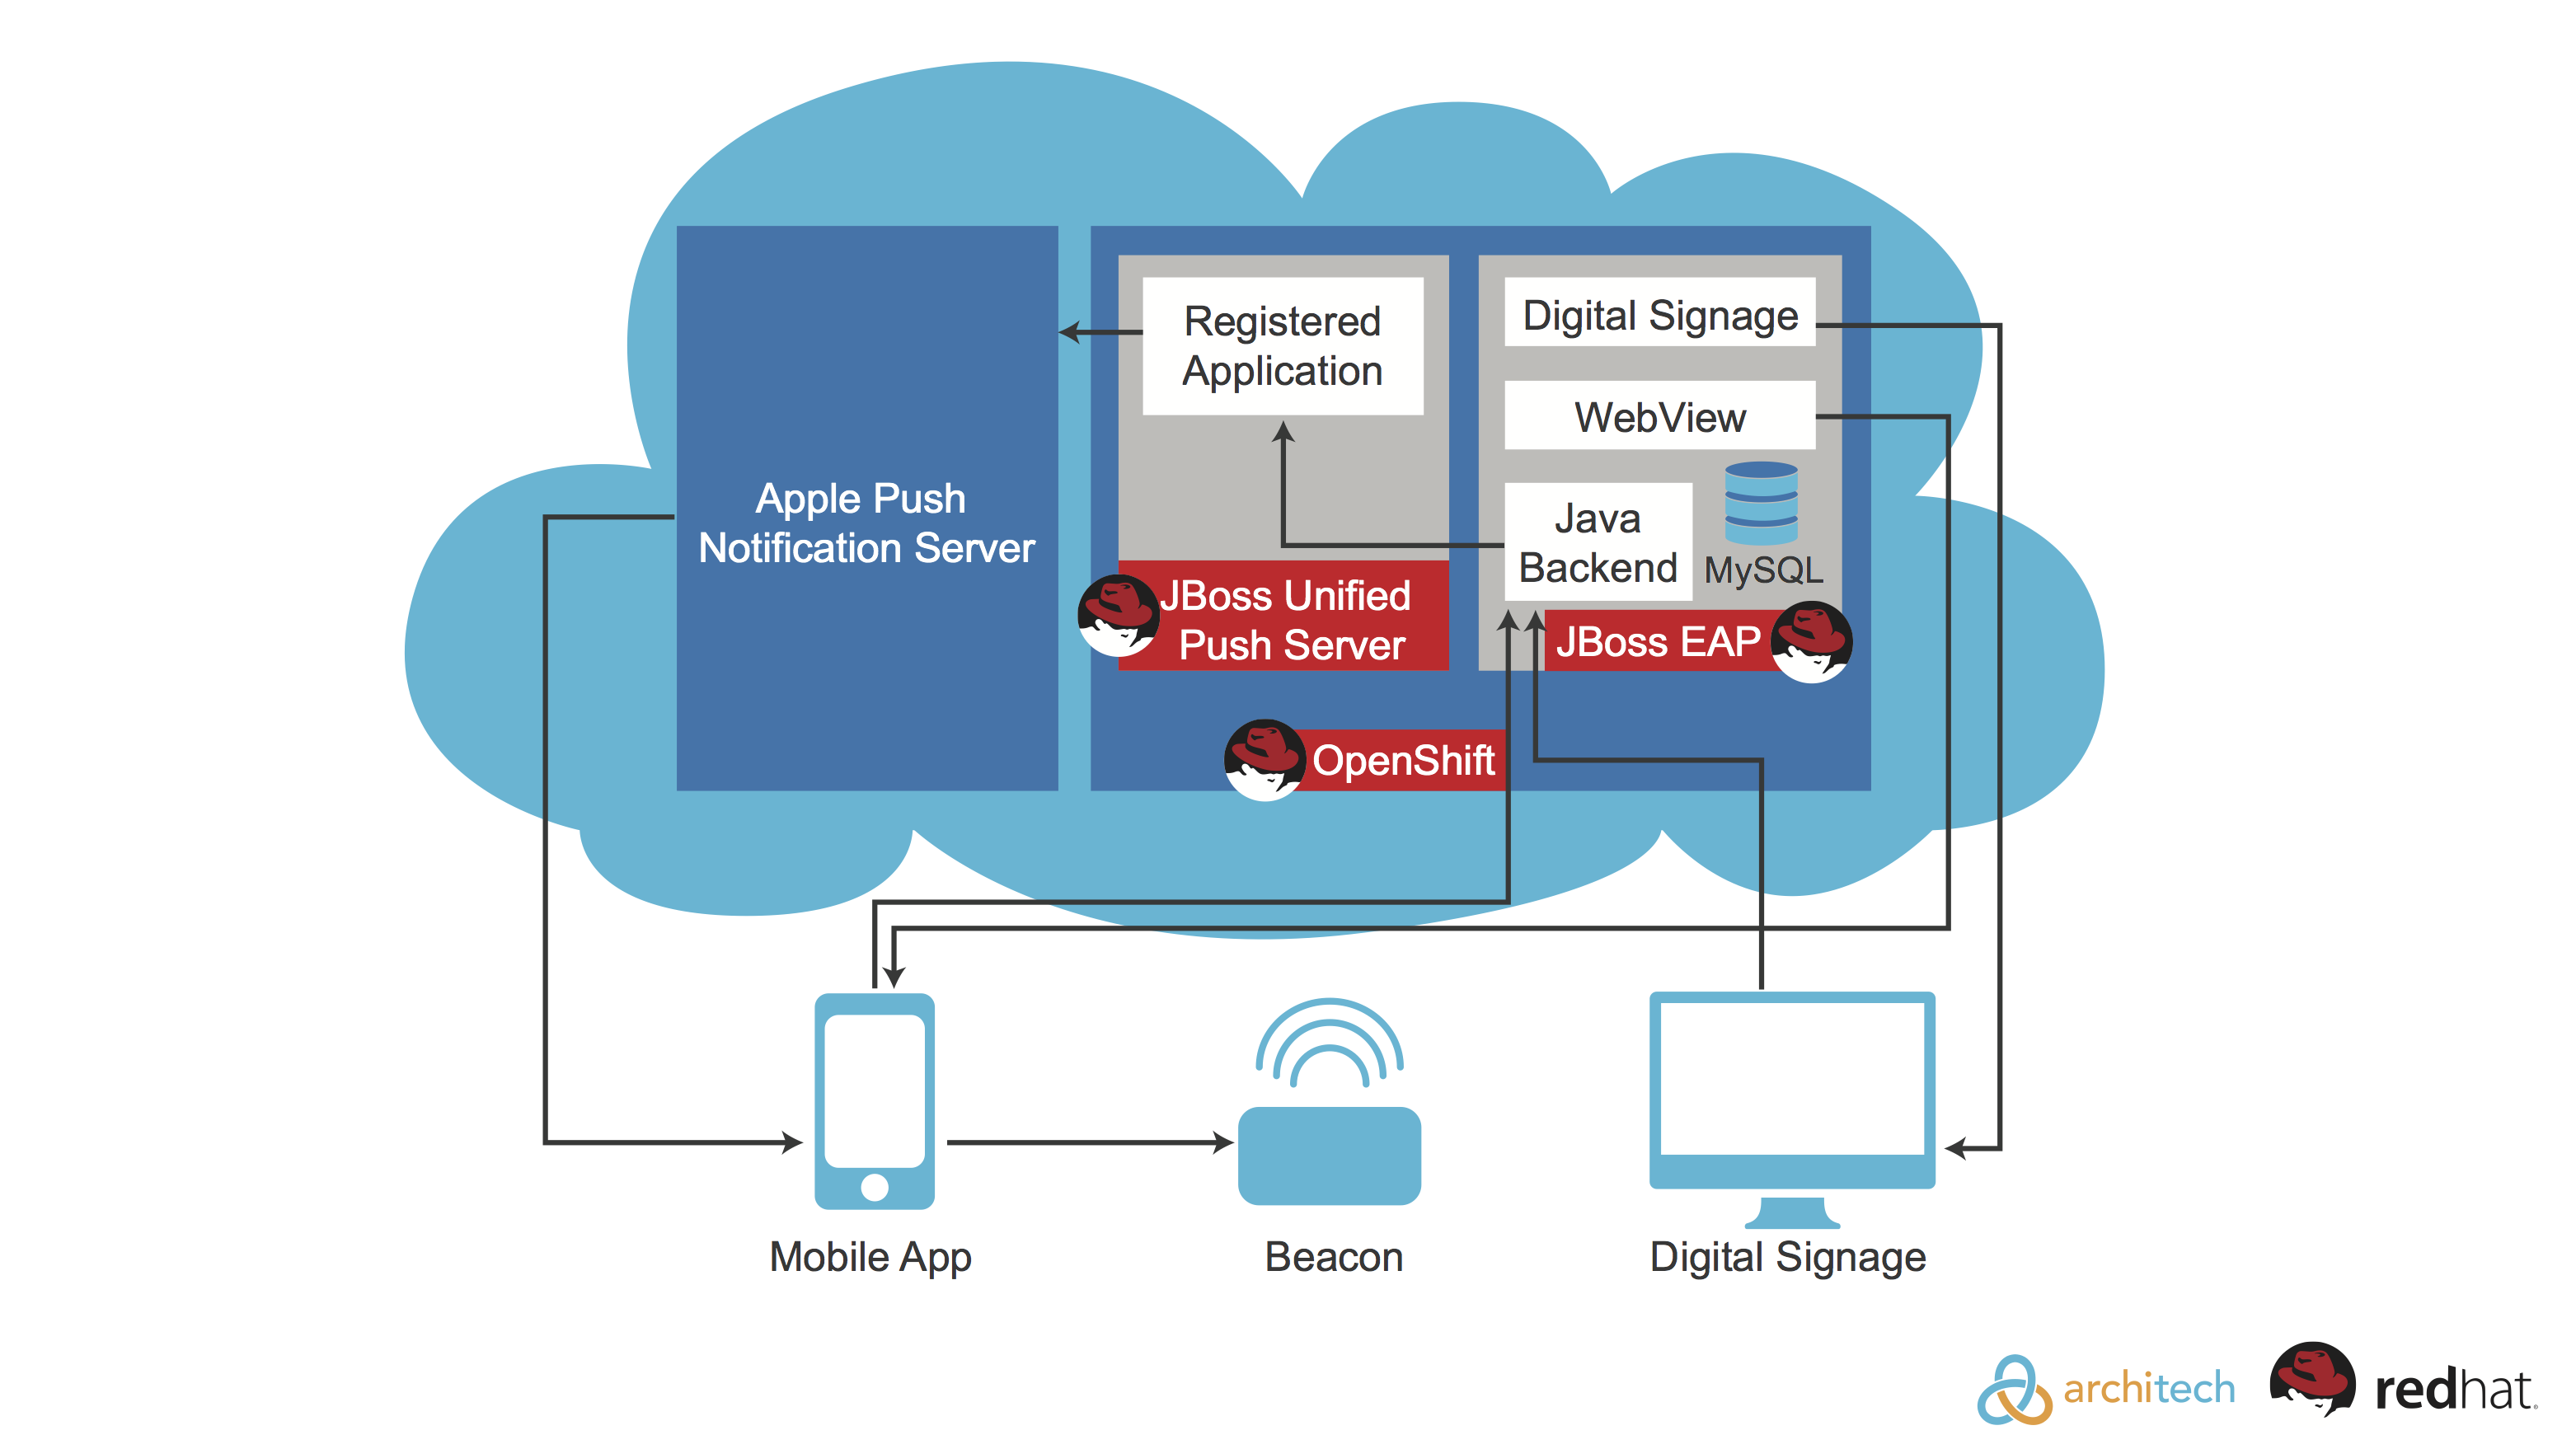 Apple Push
Notification Server
Registered
Application
JBoss Unified
Push Server
Digital Signage
WebView
Java
Backend
MySQL
JBoss EAP
OpenShift
Mobile App
Beacon
Digital Signage
architech
redhat.